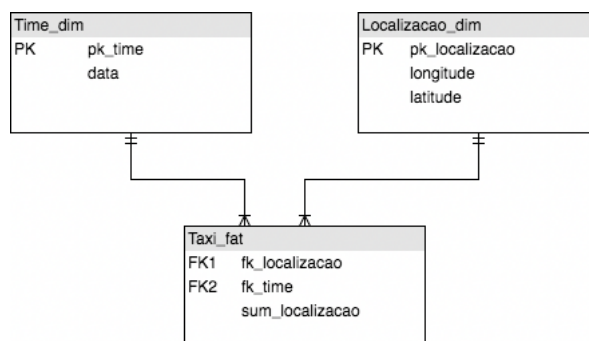 Time_dim
PK pk_time
data
Localizacao_dim
PK pk_localizacao
longitude
latitude
Taxi_fat
FK1 fk_localizacao
FK2 fk_time
sum_localizacao